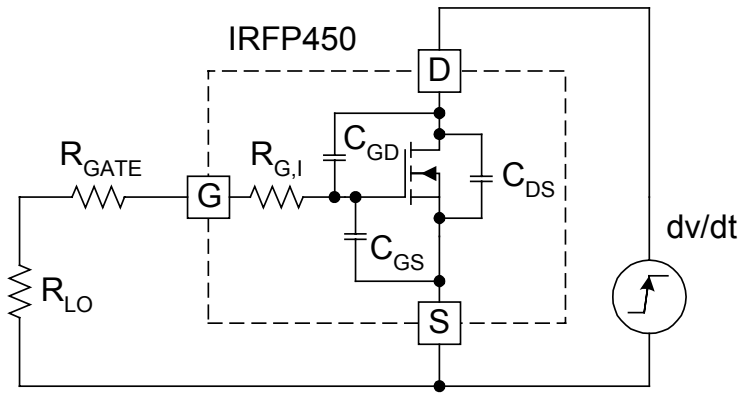 IRFP450
D
C_GD
R_GATE
R_G,I
G
C_DS
dv/dt
C_GS
R_LO
S